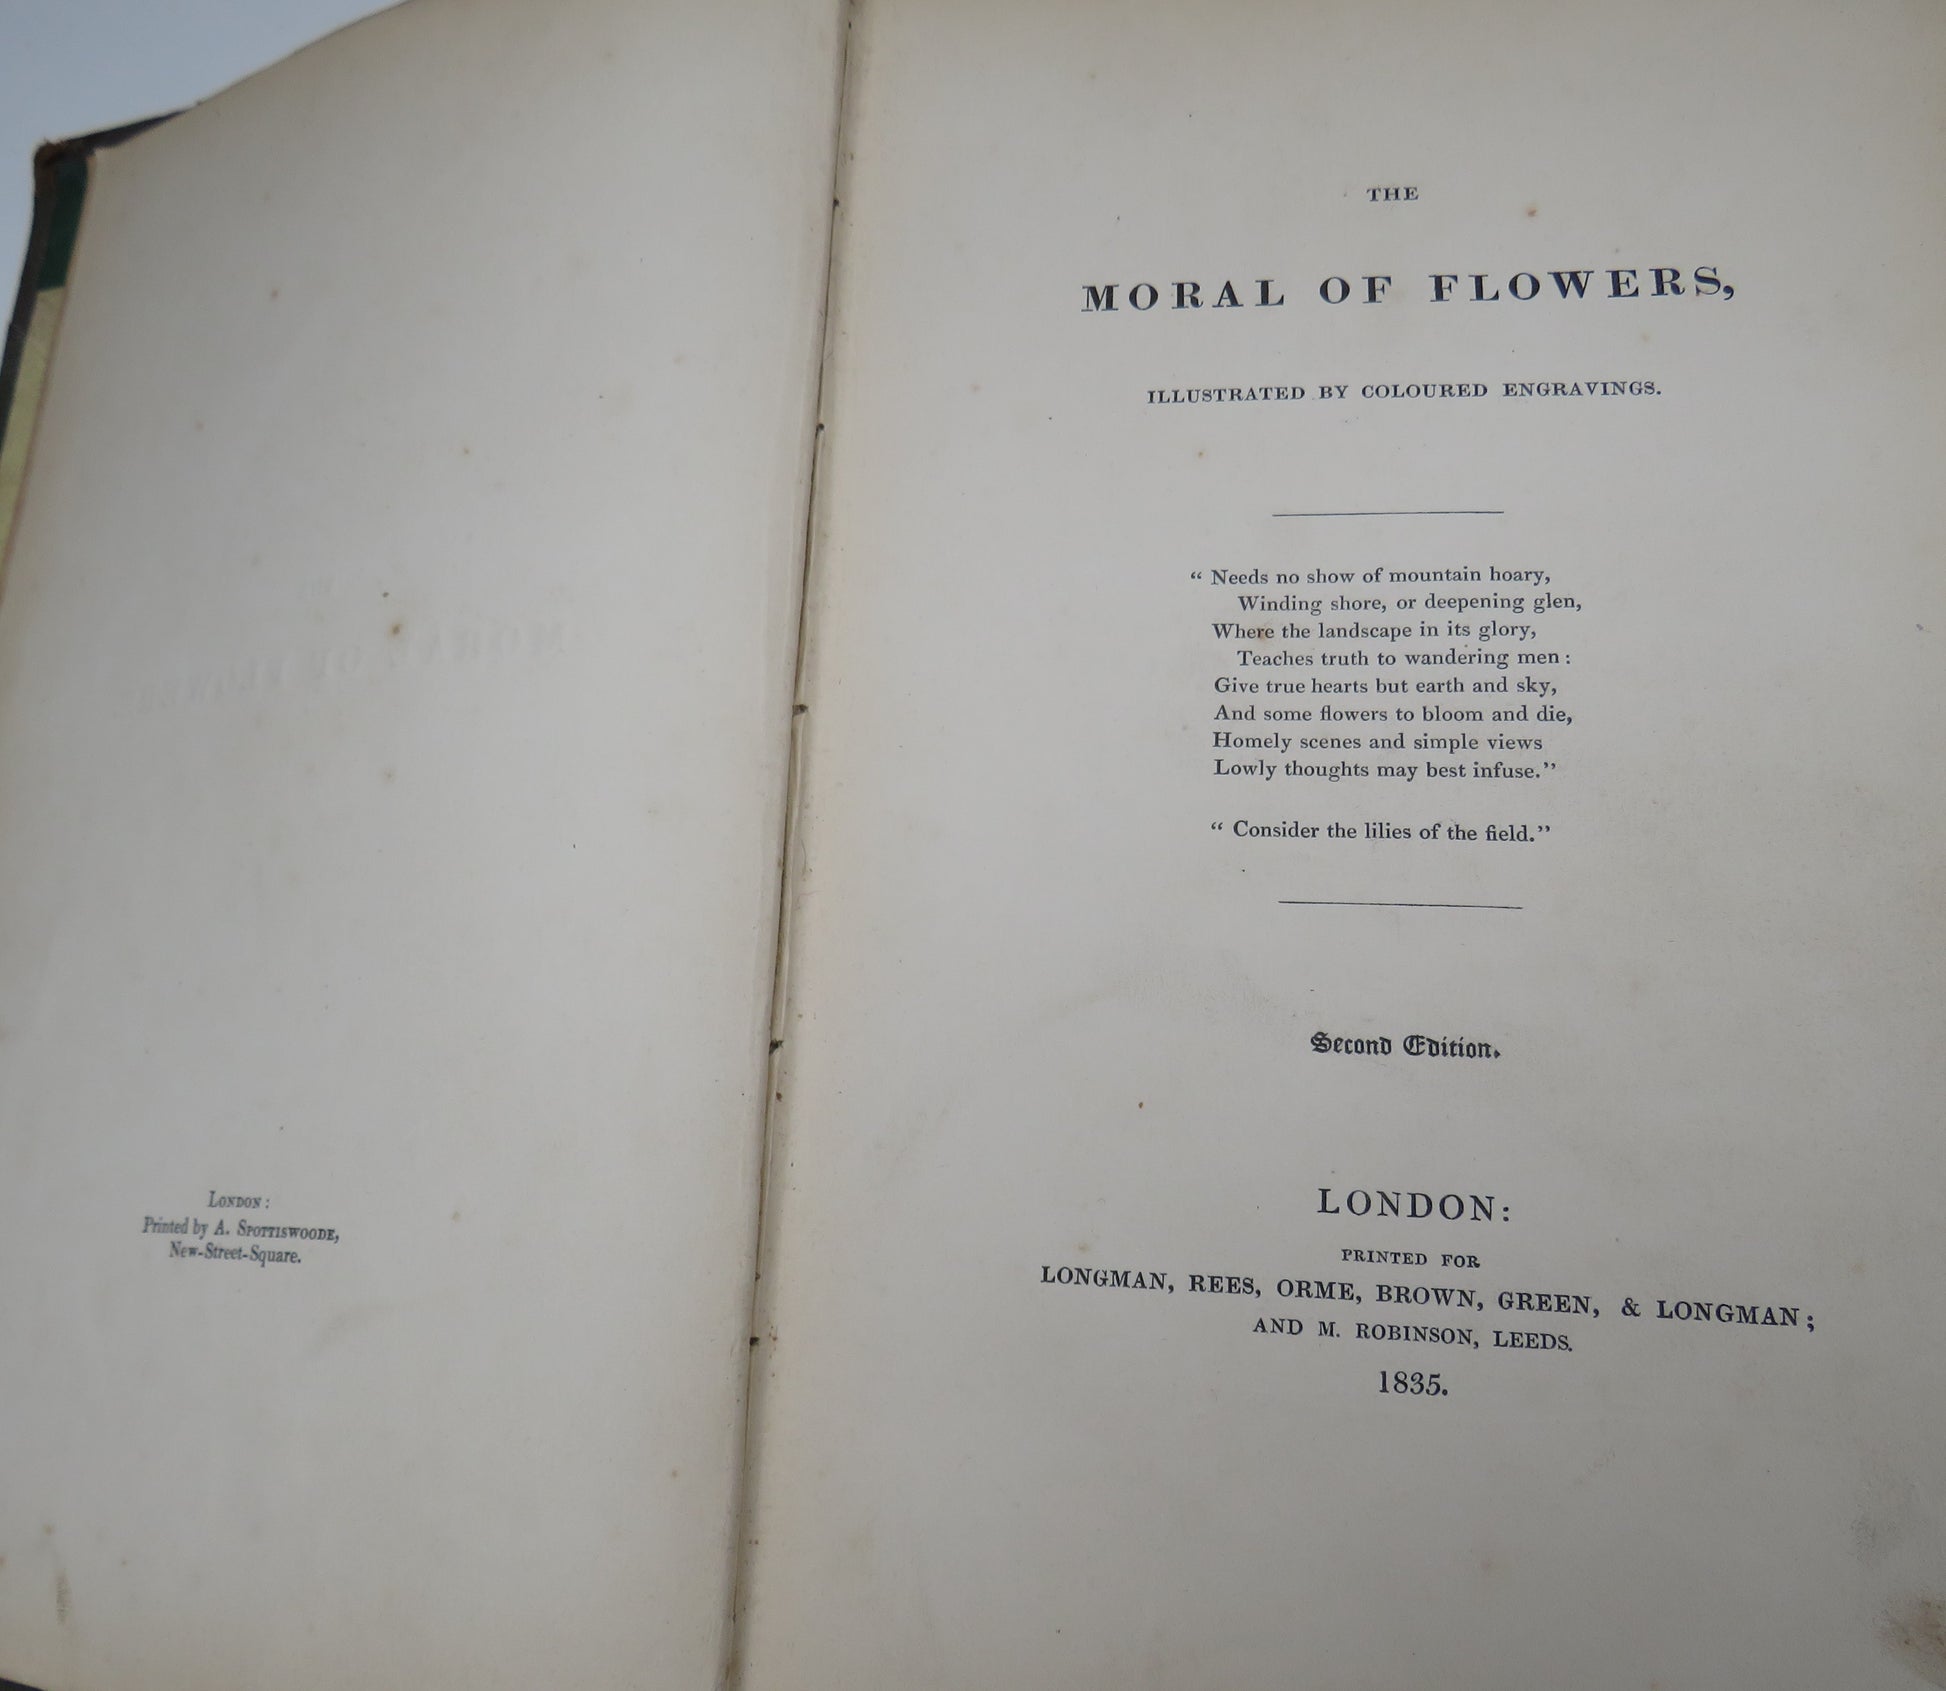 London:
Printed by A. Spottiswoode,
New-Street-Square.
THE
MORAL OF FLOWERS,
ILLUSTRATED BY COLOURED ENGRAVINGS.
“ Needs no show of mountain hoary,
Winding shore, or deepening glen,
Where the landscape in its glory,
Teaches truth to wandering men :
Give true hearts but earth and sky,
And some flowers to bloom and die,
Homely scenes and simple views
Lowly thoughts may best infuse.”
“ Consider the lilies of the field.”
Second Edition.
LONDON:
PRINTED FOR
LONGMAN, REES, ORME, BROWN, GREEN, & LONGMAN;
AND M. ROBINSON, LEEDS.
1835.